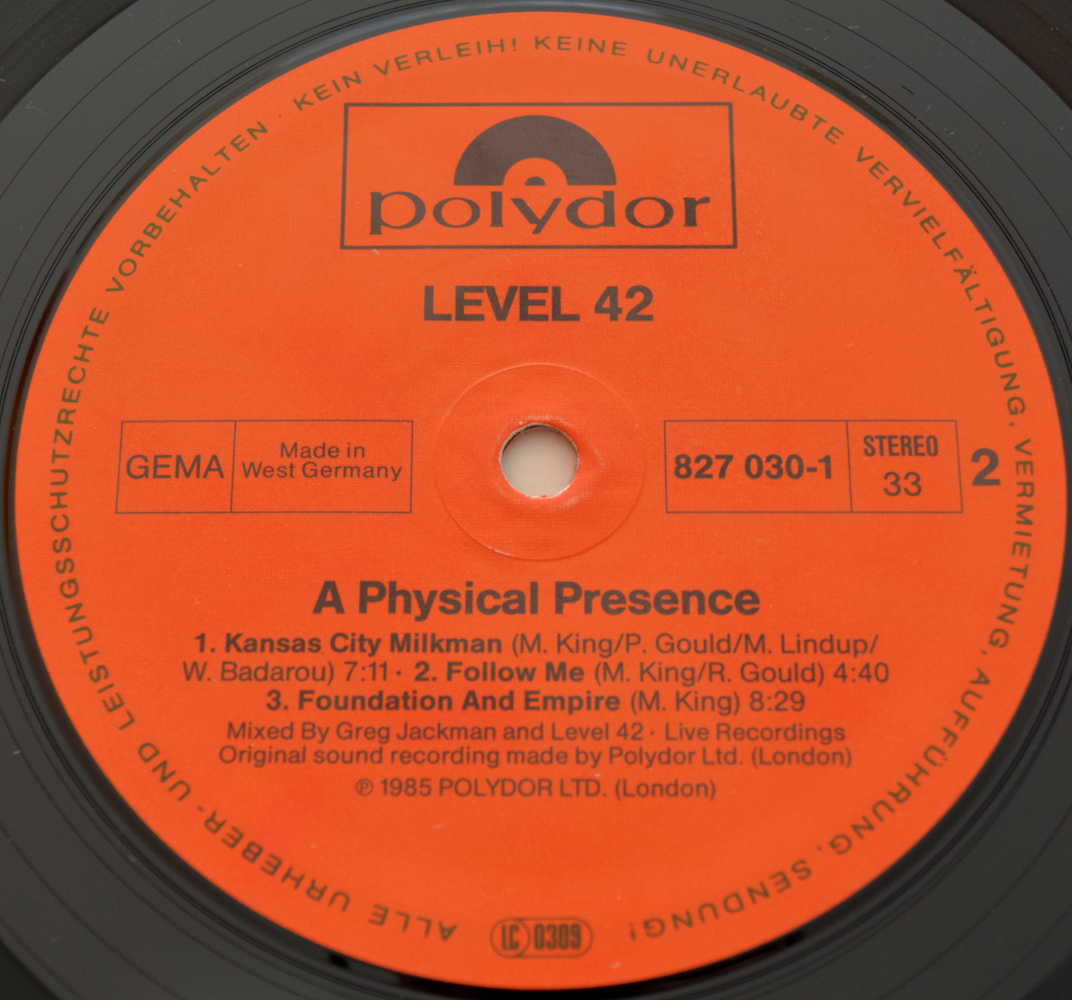 ALLE URHEBER- UND LEISTUNGSSCHUTZRECHTE VORBEHALTEN · KEIN VERLEIH! KEINE UNERLAUBTE VERVIELFÄLTIGUNG, VERMIETUNG, AUFFÜHRUNG, SENDUNG!
polydor
LEVEL 42
GEMA
Made in
West Germany
827 030-1
STEREO
33
2
A Physical Presence
1. Kansas City Milkman (M. King/P. Gould/M. Lindup/
W. Badarou) 7:11 · 2. Follow Me (M. King/R. Gould) 4:40
3. Foundation And Empire (M. King) 8:29
Mixed By Greg Jackman and Level 42 · Live Recordings
Original sound recording made by Polydor Ltd. (London)
℗ 1985 POLYDOR LTD. (London)
LC 0309